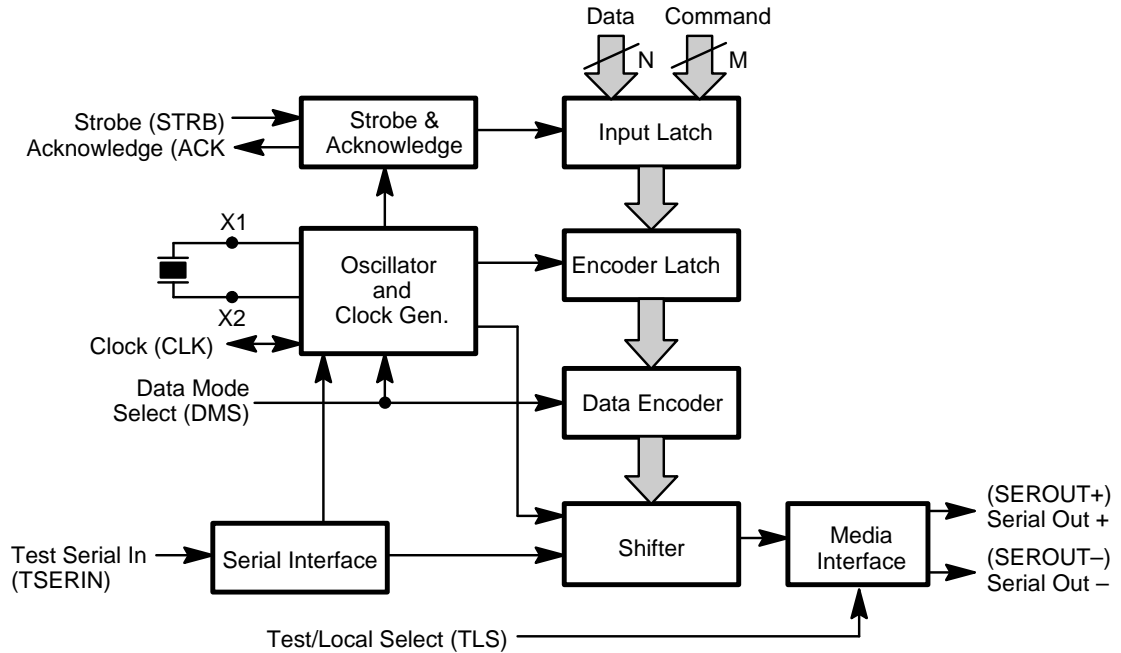 Data Command
N M
Strobe (STRB)
Acknowledge (ACK
Strobe &
Acknowledge
Input Latch
X1
X2
Oscillator
and
Clock Gen.
Encoder Latch
Clock (CLK)
Data Mode
Select (DMS)
Data Encoder
Test Serial In
(TSERIN)
Serial Interface
Shifter
Media
Interface
(SEROUT+)
Serial Out +
(SEROUT–)
Serial Out –
Test/Local Select (TLS)